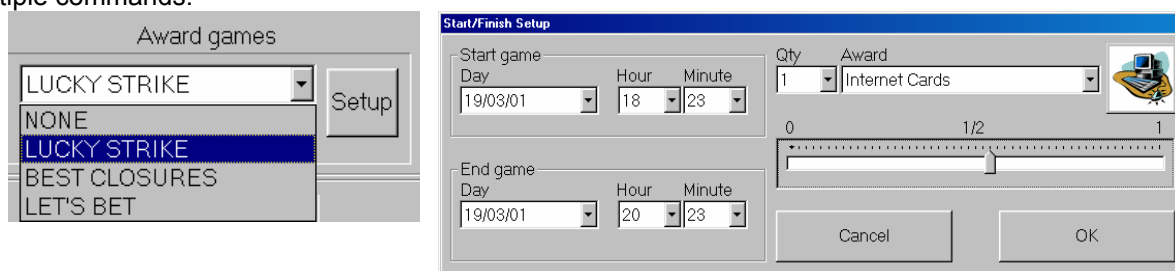 tiple commands.
Award games
LUCKY STRIKE
Setup
NONE
LUCKY STRIKE
BEST CLOSURES
LET'S BET
Start/Finish Setup
Start game
Day Hour Minute
19/03/01 18 23
End game
Day Hour Minute
19/03/01 20 23
Qty Award
1 Internet Cards
0 1/2 1
Cancel OK